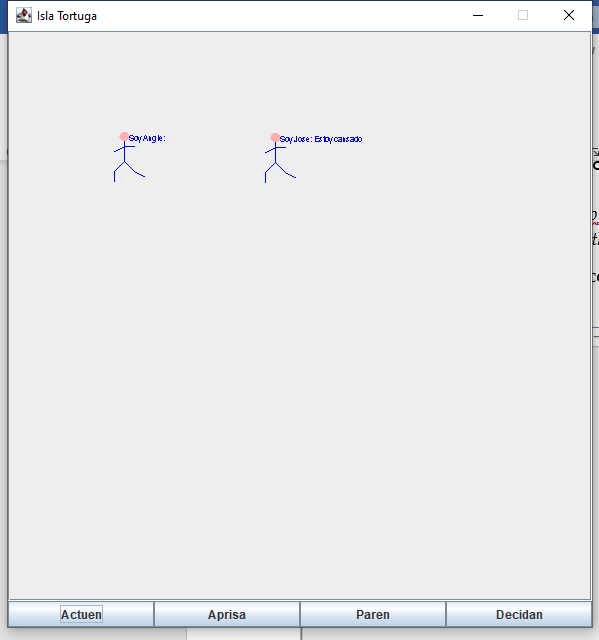 Isla Tortuga
Soy Angie:
Soy Jose: Estoy cansado
Actuen
Aprisa
Paren
Decidan